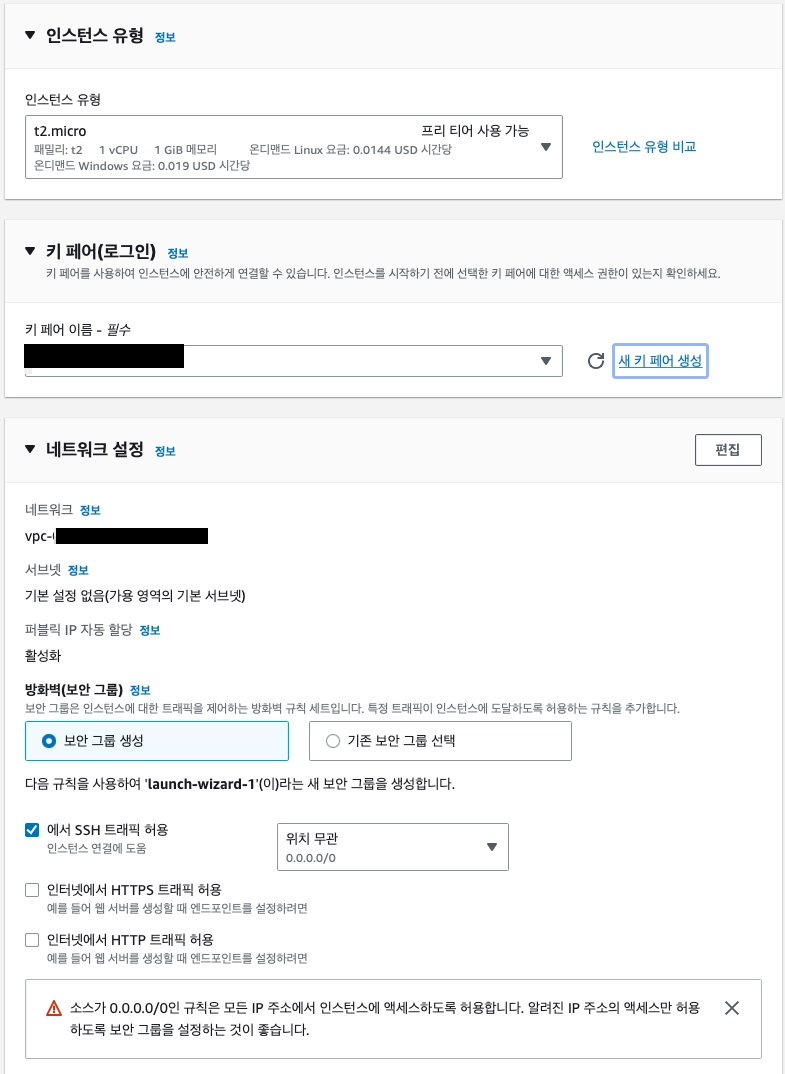 인스턴스 유형 정보
인스턴스 유형
t2.micro 프리 티어 사용 가능
패밀리: t2 1 vCPU 1 GiB 메모리 온디맨드 Linux 요금: 0.0144 USD 시간당
온디맨드 Windows 요금: 0.019 USD 시간당
인스턴스 유형 비교
키 페어(로그인) 정보
키 페어를 사용하여 인스턴스에 안전하게 연결할 수 있습니다. 인스턴스를 시작하기 전에 선택한 키 페어에 대한 액세스 권한이 있는지 확인하세요.
키 페어 이름 - 필수
새 키 페어 생성
네트워크 설정 정보
편집
네트워크 정보
vpc-
서브넷 정보
기본 설정 없음(가용 영역의 기본 서브넷)
퍼블릭 IP 자동 할당 정보
활성화
방화벽(보안 그룹) 정보
보안 그룹은 인스턴스에 대한 트래픽을 제어하는 방화벽 규칙 세트입니다. 특정 트래픽이 인스턴스에 도달하도록 허용하는 규칙을 추가합니다.
보안 그룹 생성
기존 보안 그룹 선택
다음 규칙을 사용하여 'launch-wizard-1'(이)라는 새 보안 그룹을 생성합니다.
에서 SSH 트래픽 허용
인스턴스 연결에 도움
위치 무관
0.0.0.0/0
인터넷에서 HTTPS 트래픽 허용
예를 들어 웹 서버를 생성할 때 엔드포인트를 설정하려면
인터넷에서 HTTP 트래픽 허용
예를 들어 웹 서버를 생성할 때 엔드포인트를 설정하려면
소스가 0.0.0.0/0인 규칙은 모든 IP 주소에서 인스턴스에 액세스하도록 허용합니다. 알려진 IP 주소의 액세스만 허용
하도록 보안 그룹을 설정하는 것이 좋습니다.